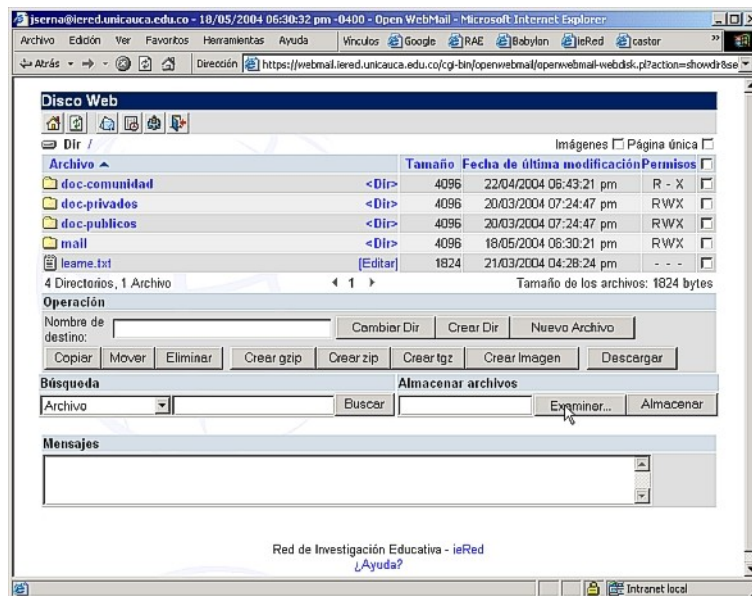 jserna@iered.unicauca.edu.co - 18/05/2004 06:30:32 pm -0400 - Open WebMail - Microsoft Internet Explorer
Archivo Edición Ver Favoritos Herramientas Ayuda Vínculos Google RAE Babylon ieRed castor »
Atrás Dirección https://webmail.iered.unicauca.edu.co/cgi-bin/openwebmail/openwebmail-webdisk.pl?action=showdir&se
Disco Web
Dir / Imágenes Página única
Archivo Tamaño Fecha de última modificación Permisos
doc-comunidad <Dir> 4096 22/04/2004 06:43:21 pm R - X
doc-privados <Dir> 4096 20/03/2004 07:24:47 pm RWX
doc-publicos <Dir> 4096 20/03/2004 07:24:47 pm RWX
mail <Dir> 4096 18/05/2004 06:30:21 pm RWX
leame.txt [Editar] 1824 21/03/2004 04:28:24 pm - - -
4 Directorios, 1 Archivo 1 Tamaño de los archivos: 1824 bytes
Operación
Nombre de destino: Cambiar Dir Crear Dir Nuevo Archivo
Copiar Mover Eliminar Crear gzip Crear zip Crear tgz Crear Imagen Descargar
Búsqueda Almacenar archivos
Archivo Buscar Examinar... Almacenar
Mensajes
Red de Investigación Educativa - ieRed
¿Ayuda?
Intranet local